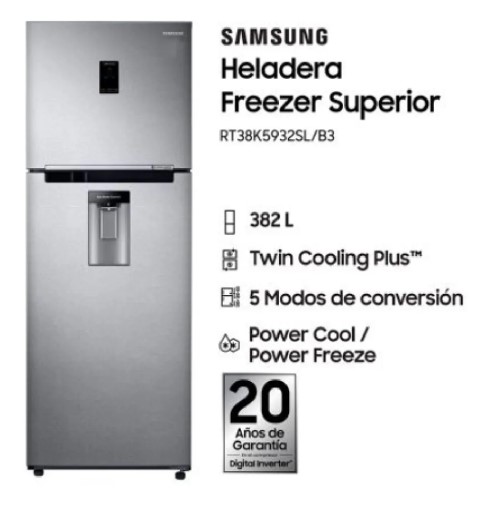 SAMSUNG
Heladera
Freezer Superior
RT38K5932SL/B3
382 L
Twin Cooling Plus™
5 Modos de conversión
Power Cool /
Power Freeze
20
Años de
Garantía
Digital Inverter
SAMSUNG